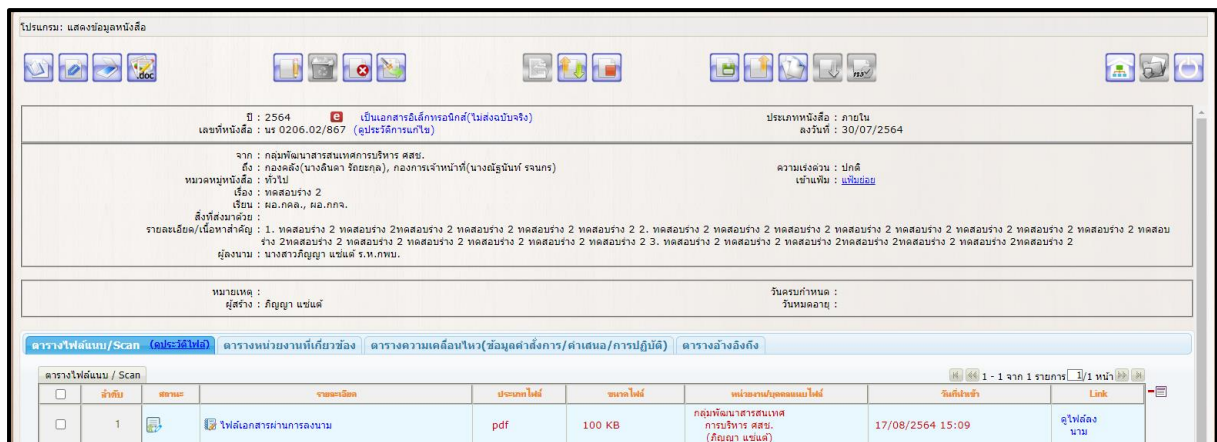 โปรแกรม: แสดงข้อมูลหนังสือ
.doc
nsy
ปี : 2564 e เป็นเอกสารอิเล็กทรอนิกส์(ไม่ส่งฉบับจริง) ประเภทหนังสือ : ภายใน
เลขที่หนังสือ : นร 0206.02/867 (ดูประวัติการแก้ไข) ลงวันที่ : 30/07/2564
จาก : กลุ่มพัฒนาสารสนเทศการบริหาร ศสช.
ถึง : กองคลัง(นางลินดา รัถยะกุล), กองการเจ้าหน้าที่(นางณัฐนันท์ รจนกร) ความเร่งด่วน : ปกติ
หมวดหมู่หนังสือ : ทั่วไป เข้าแฟ้ม : แฟ้มย่อย
เรื่อง : ทดสอบร่าง 2
เรียน : ผอ.กคล., ผอ.กกจ.
สิ่งที่ส่งมาด้วย :
รายละเอียด/เนื้อหาสำคัญ : 1. ทดสอบร่าง 2 ทดสอบร่าง 2ทดสอบร่าง 2 ทดสอบร่าง 2 ทดสอบร่าง 2 ทดสอบร่าง 2 2. ทดสอบร่าง 2 ทดสอบร่าง 2 ทดสอบร่าง 2 ทดสอบร่าง 2 ทดสอบร่าง 2 ทดสอบร่าง 2 ทดสอบ
ร่าง 2ทดสอบร่าง 2 ทดสอบร่าง 2 ทดสอบร่าง 2 ทดสอบร่าง 2 ทดสอบร่าง 2 3. ทดสอบร่าง 2 ทดสอบร่าง 2 ทดสอบร่าง 2ทดสอบร่าง 2ทดสอบร่าง 2 ทดสอบร่าง 2ทดสอบร่าง 2
ผู้ลงนาม : นางสาวภิญญา แซ่แต้ ร.ห.กพบ.
หมายเหตุ : วันครบกำหนด :
ผู้สร้าง : ภิญญา แซ่แต้ วันหมดอายุ :
ตารางไฟล์แนบ/Scan (ดูประวัติไฟล์) ตารางหน่วยงานที่เกี่ยวข้อง ตารางความเคลื่อนไหว(ข้อมูลคำสั่งการ/คำเสนอ/การปฏิบัติ) ตารางอ้างอิงถึง
ตารางไฟล์แนบ / Scan 1 - 1 จาก 1 รายการ 1/1 หน้า
ลำดับ สถานะ รายละเอียด ประเภทไฟล์ ขนาดไฟล์ หน่วยงาน/บุคคลแนบไฟล์ วันที่นำเข้า Link
1 ไฟล์เอกสารผ่านการลงนาม pdf 100 KB กลุ่มพัฒนาสารสนเทศ
การบริหาร ศสช.
(ภิญญา แซ่แต้) 17/08/2564 15:09 ดูไฟล์ลง
นาม